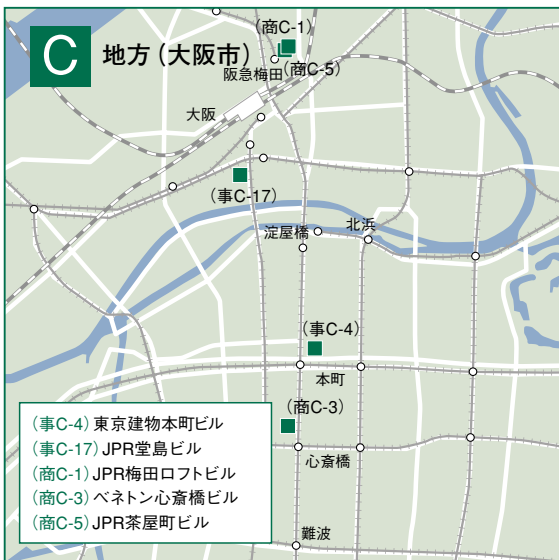 C 地方（大阪市）
（商C-1）
阪急梅田（商C-5）
大阪
（事C-17）
淀屋橋
北浜
（事C-4）
本町
（商C-3）
心斎橋
難波
（事C-4）東京建物本町ビル
（事C-17）JPR堂島ビル
（商C-1）JPR梅田ロフトビル
（商C-3）ベネトン心斎橋ビル
（商C-5）JPR茶屋町ビル